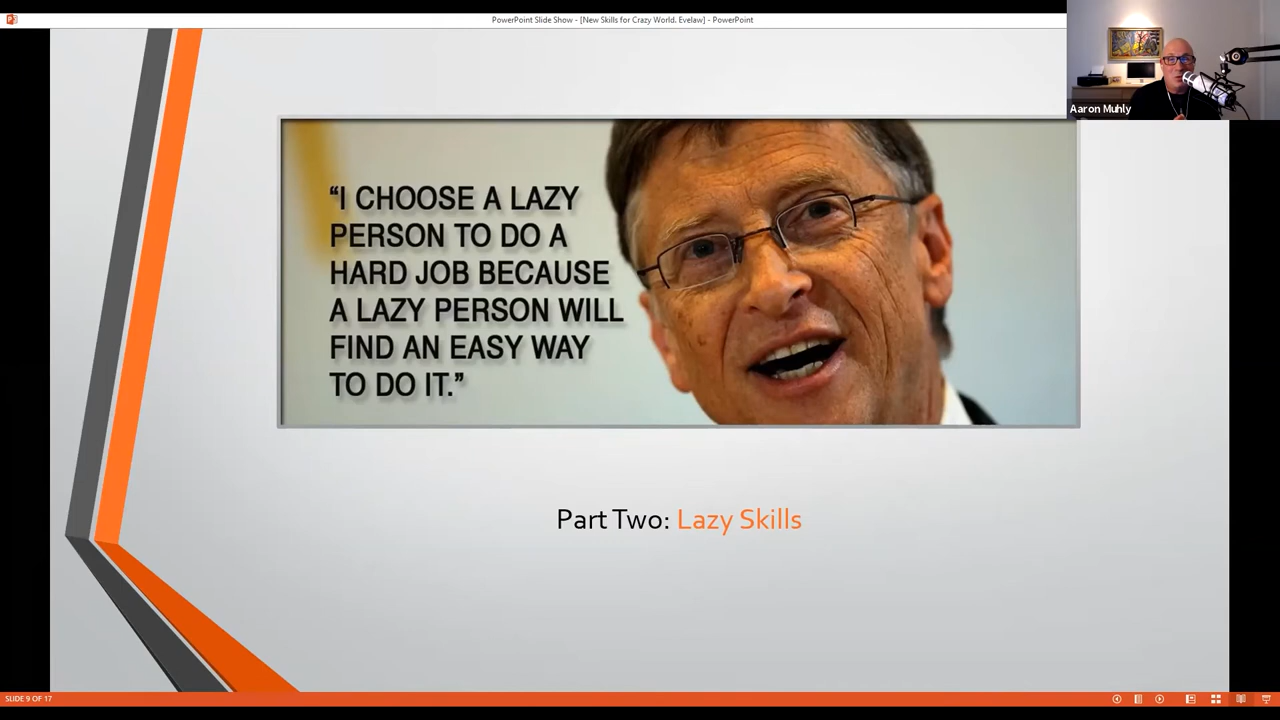 PowerPoint Slide Show - [New Skills for Crazy World. Evelaw] - PowerPoint
Aaron Muhly
“I CHOOSE A LAZY
PERSON TO DO A
HARD JOB BECAUSE
A LAZY PERSON WILL
FIND AN EASY WAY
TO DO IT.”
Part Two: Lazy Skills
SLIDE 9 OF 17